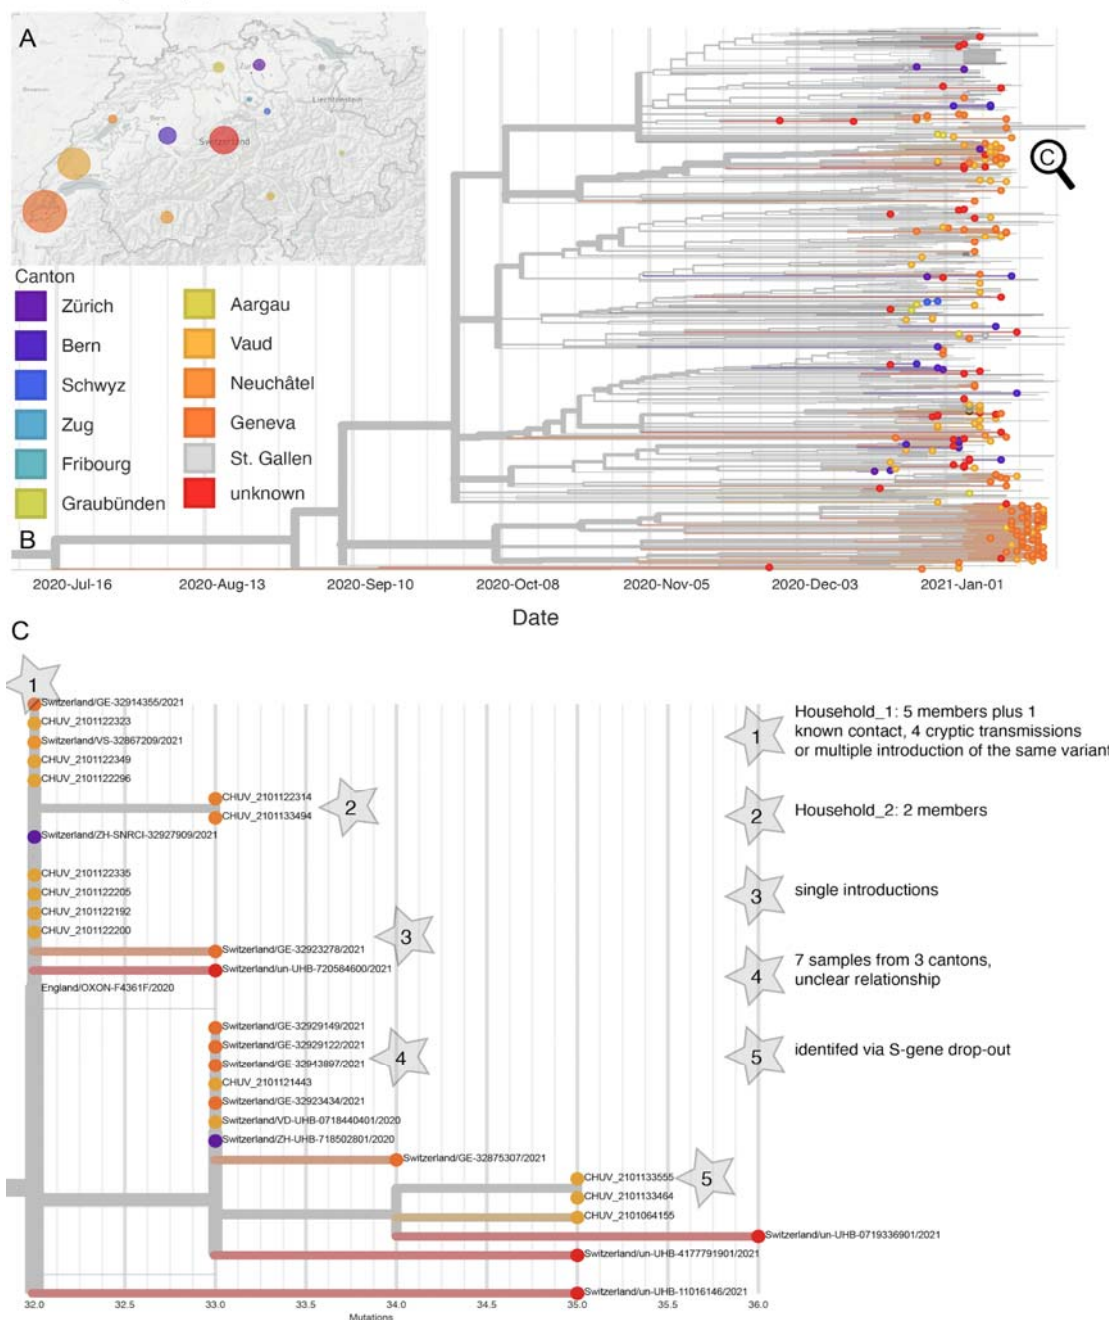 A
Zürich
Bern
Liechtenstein
Switzerland
C
Canton
Zürich
Bern
Schwyz
Zug
Fribourg
Graubünden
Aargau
Vaud
Neuchâtel
Geneva
St. Gallen
unknown
B
2020-Jul-16
2020-Aug-13
2020-Sep-10
2020-Oct-08
2020-Nov-05
2020-Dec-03
2021-Jan-01
Date
C
1
Switzerland/GE-32914355/2021
CHUV_2101122323
Switzerland/VS-32867209/2021
CHUV_2101122349
CHUV_2101122296
CHUV_2101122314
CHUV_2101133494
2
Switzerland/ZH-SNRCI-32927909/2021
CHUV_2101122335
CHUV_2101122205
CHUV_2101122192
CHUV_2101122200
Switzerland/GE-32923278/2021
3
Switzerland/un-UHB-720584600/2021
England/OXON-F4361F/2020
Switzerland/GE-32929149/2021
Switzerland/GE-32929122/2021
Switzerland/GE-32943897/2021
4
CHUV_2101121443
Switzerland/GE-32923434/2021
Switzerland/VD-UHB-0718440401/2020
Switzerland/ZH-UHB-718502801/2020
Switzerland/GE-32875307/2021
CHUV_2101133555
5
CHUV_2101133464
CHUV_2101064155
Switzerland/un-UHB-0719336901/2021
Switzerland/un-UHB-4177791901/2021
Switzerland/un-UHB-11016146/2021
32.0
32.5
33.0
33.5
34.0
34.5
35.0
35.5
36.0
Mutations
1
Household_1: 5 members plus 1
known contact, 4 cryptic transmissions
or multiple introduction of the same variant
2
Household_2: 2 members
3
single introductions
4
7 samples from 3 cantons,
unclear relationship
5
identifed via S-gene drop-out